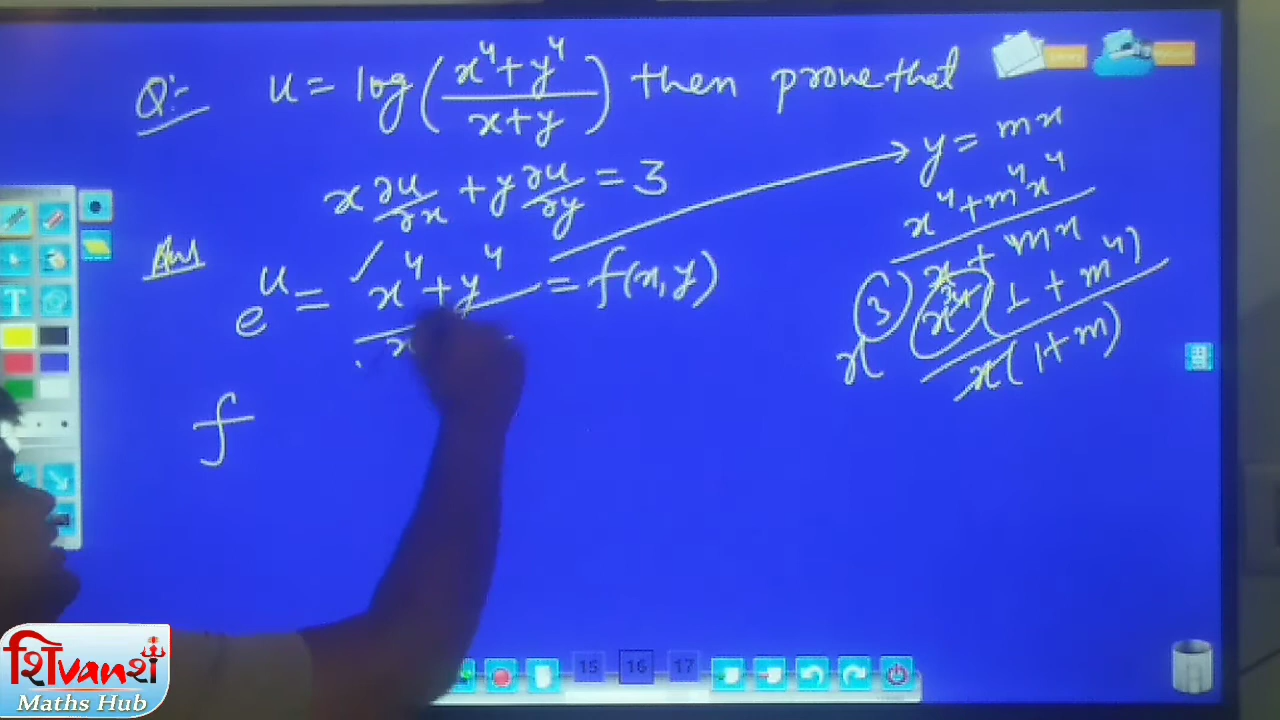 Q:- u = log(x⁴+y⁴/x+y) then prove that
x ∂u/∂x + y ∂u/∂y = 3
Ans
eᵘ = x⁴+y⁴/x = f(x,y)
f
y = mx
x⁴+m⁴x⁴
x+mx
x³ x⁴(1+m⁴)
x(1+m)
15 16 17
शिvanशं
Maths Hub